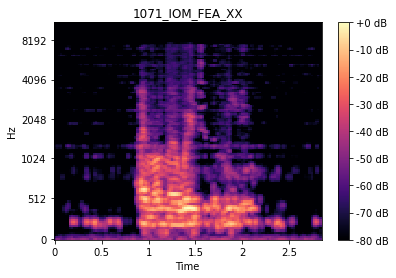 1071_IOM_FEA_XX
+0 dB
8192
-10 dB
4096
-20 dB
-30 dB
2048
Hz
-40 dB
1024
-50 dB
512
-60 dB
-70 dB
0
-80 dB
0 0.5 1 1.5 2 2.5
Time